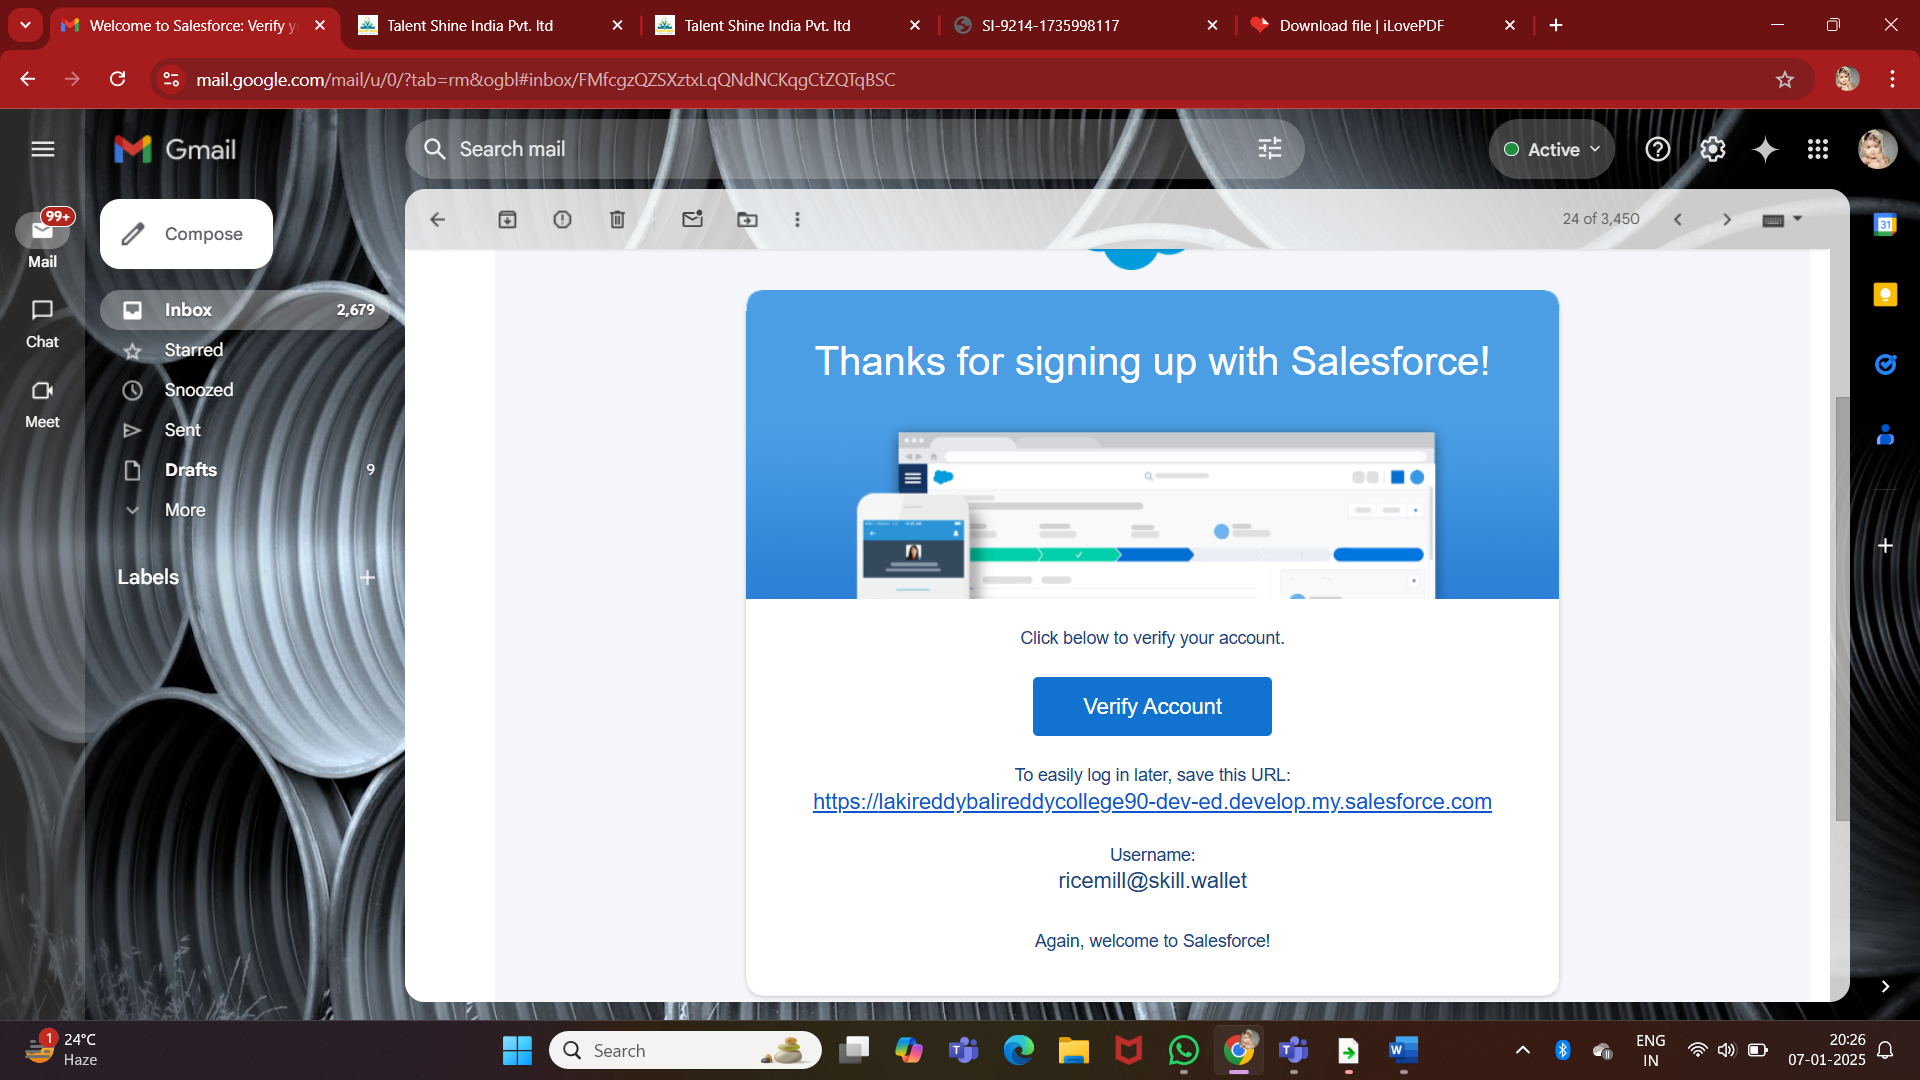 Welcome to Salesforce: Verify y
Talent Shine India Pvt. ltd
Talent Shine India Pvt. ltd
SI-9214-1735998117
Download file | iLovePDF
mail.google.com/mail/u/0/?tab=rm&ogbl#inbox/FMfcgzQZSXztxLqQNdNCKqgCtZQTqBSC
Gmail
Search mail
Active
99+
Mail
Chat
Meet
Compose
Inbox 2,679
Starred
Snoozed
Sent
Drafts 9
More
Labels
24 of 3,450
31
Thanks for signing up with Salesforce!
Click below to verify your account.
Verify Account
To easily log in later, save this URL:
https://lakireddybalireddycollege90-dev-ed.develop.my.salesforce.com
Username:
ricemill@skill.wallet
Again, welcome to Salesforce!
1
24°C
Haze
Search
ENG
IN
20:26
07-01-2025